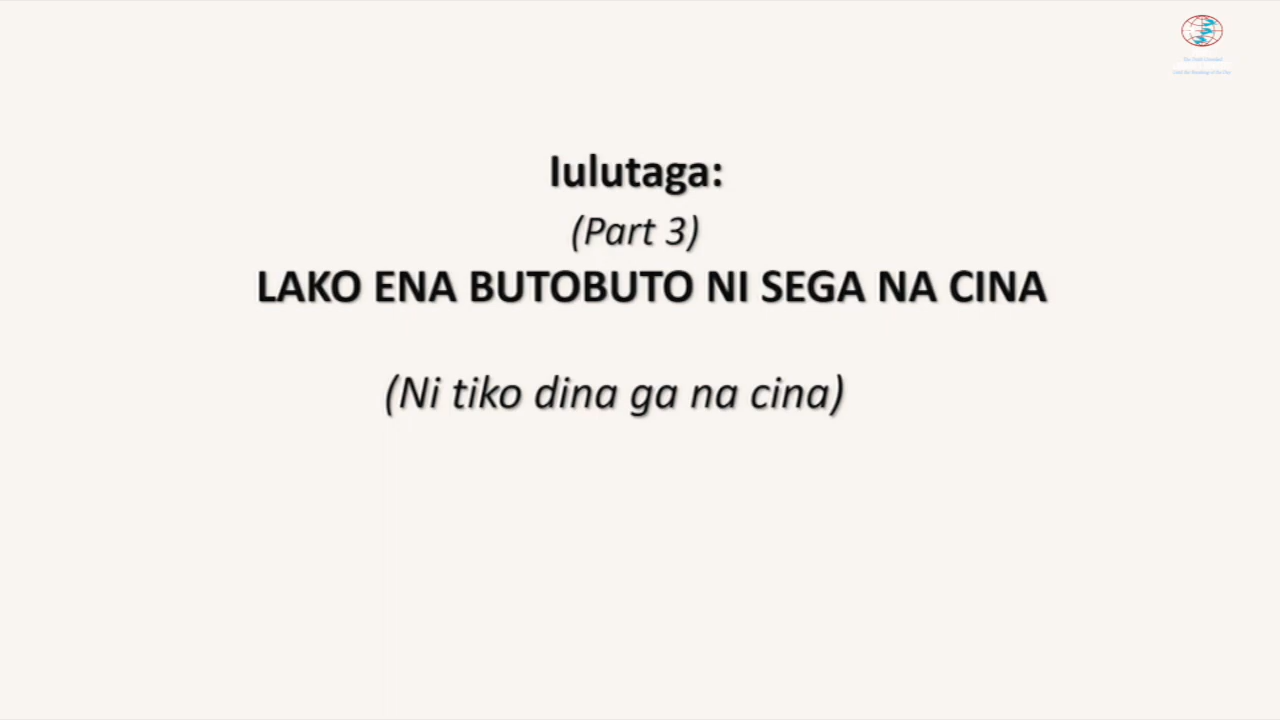 Iulutaga:
(Part 3)
LAKO ENA BUTOBUTO NI SEGA NA CINA
(Ni tiko dina ga na cina)